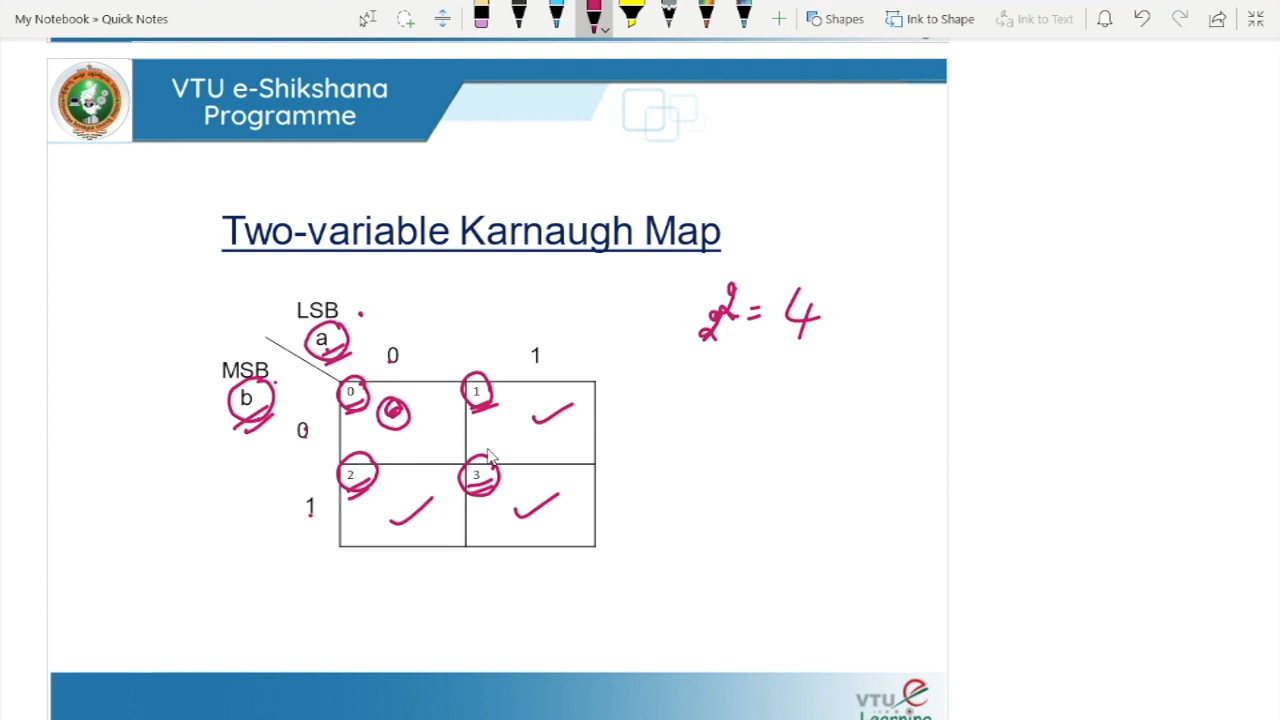 My Notebook » Quick Notes
Shapes
Ink to Shape
Ink to Text
VTU e-Shikshana
Programme
Two-variable Karnaugh Map
2² = 4
LSB
a
0 1
MSB
b
0 1
0
2 3
1
VTU e
Learning